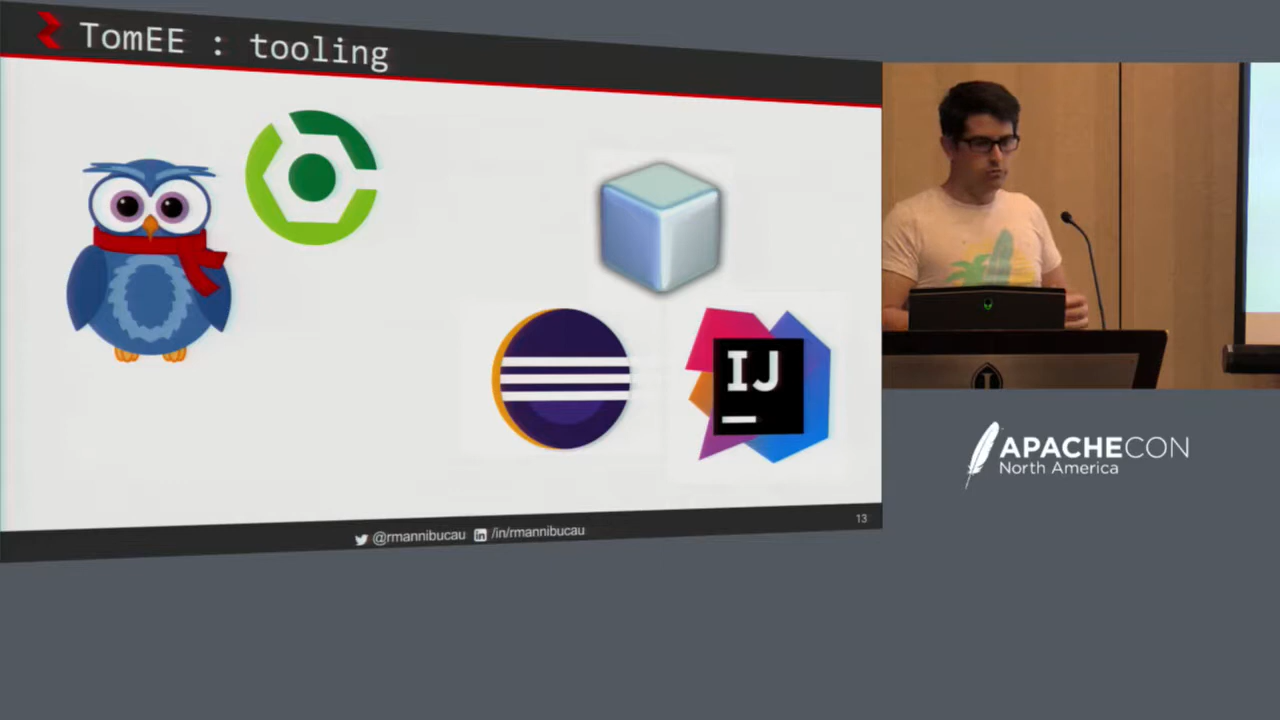 TomEE : tooling
IJ
@rmannibucau /in/rmannibucau
13
APACHECON
North America